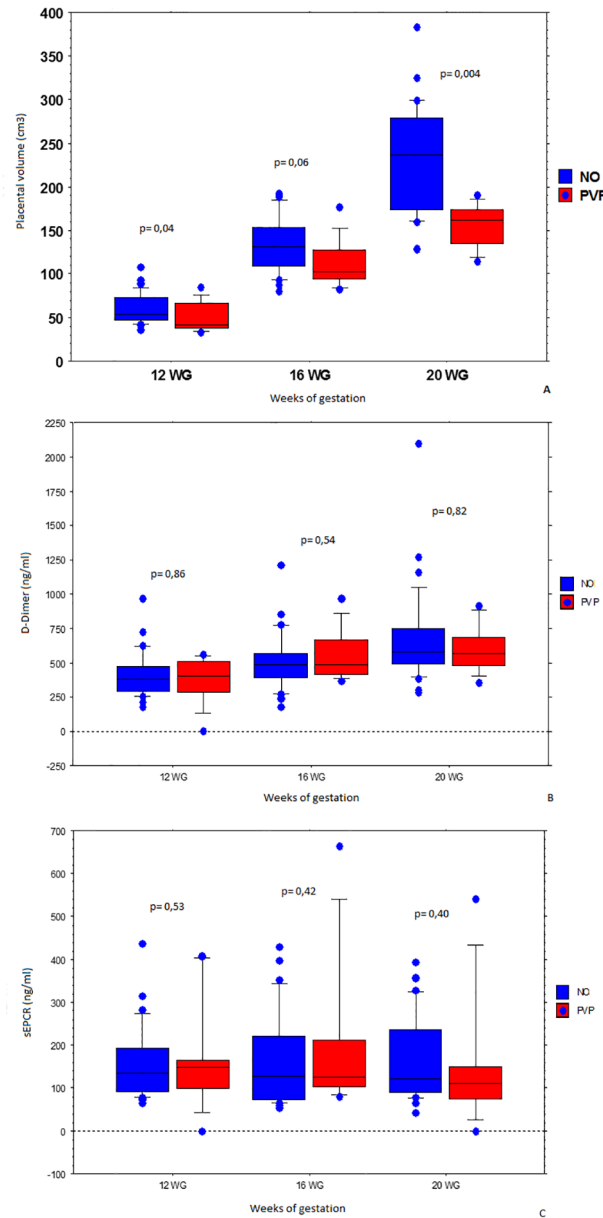 400
350
300
250
200
150
100
50
0
Placental volume (cm3)
p= 0,04
p= 0,06
p= 0,004
NO
PVP
12 WG 16 WG 20 WG
Weeks of gestation
A
2250
2000
1750
1500
1250
1000
750
500
250
0
-250
D-Dimer (ng/ml)
p= 0,86
p= 0,54
p= 0,82
NO
PVP
12 WG 16 WG 20 WG
Weeks of gestation
B
700
600
500
400
300
200
100
0
-100
sEPCR (ng/ml)
p= 0,53
p= 0,42
p= 0,40
NO
PVP
12 WG 16 WG 20 WG
Weeks of gestation
C